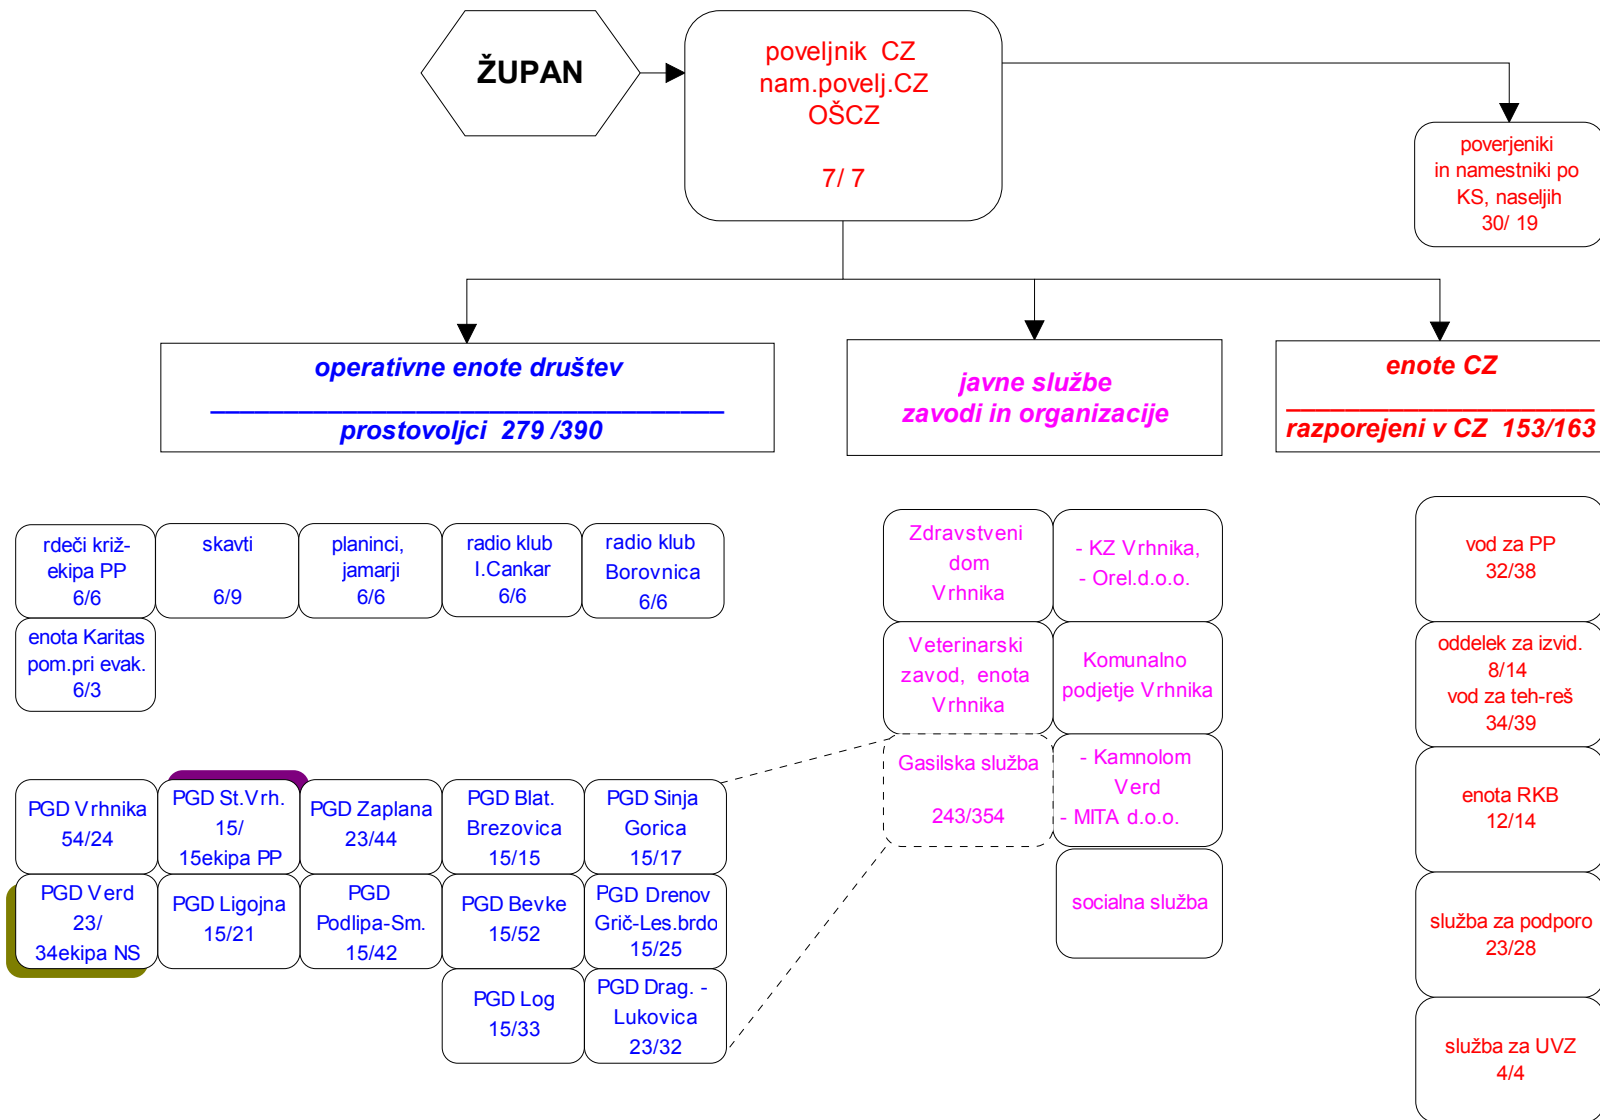 ŽUPAN
poveljnik CZ
nam.povelj.CZ
OŠCZ
7/ 7
poverjeniki
in namestniki po
KS, naseljih
30/ 19
operativne enote društev
prostovoljci 279 /390
javne službe
zavodi in organizacije
enote CZ
razporejeni v CZ 153/163
rdeči križ-
ekipa PP
6/6
skavti
6/9
planinci,
jamarji
6/6
radio klub
I.Cankar
6/6
radio klub
Borovnica
6/6
enota Karitas
pom.pri evak.
6/3
PGD Vrhnika
54/24
PGD St.Vrh.
15/
15ekipa PP
PGD Zaplana
23/44
PGD Blat.
Brezovica
15/15
PGD Sinja
Gorica
15/17
PGD Verd
23/
34ekipa NS
PGD Ligojna
15/21
PGD
Podlipa-Sm.
15/42
PGD Bevke
15/52
PGD Drenov
Grič-Les.brdo
15/25
PGD Log
15/33
PGD Drag. -
Lukovica
23/32
Zdravstveni
dom
Vrhnika
- KZ Vrhnika,
- Orel.d.o.o.
Veterinarski
zavod, enota
Vrhnika
Komunalno
podjetje Vrhnika
Gasilska služba
243/354
- Kamnolom
Verd
- MITA d.o.o.
socialna služba
vod za PP
32/38
oddelek za izvid.
8/14
vod za teh-reš
34/39
enota RKB
12/14
služba za podporo
23/28
služba za UVZ
4/4